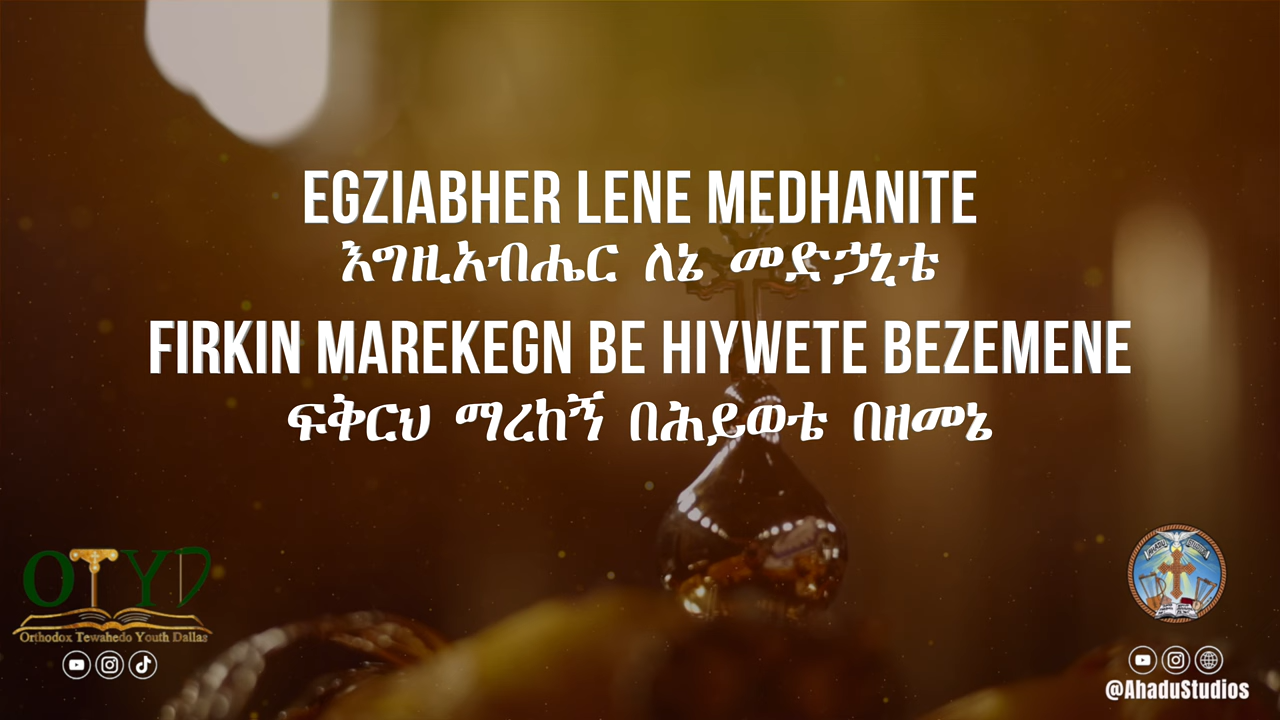 EGZIABHER LENE MEDHANITE
እግዚአብሔር ለኔ መድኃኒቴ
FIRKIN MAREKEGN BE HIYWETE BEZEMENE
ፍቅርህ ማረከኝ በሕይወቴ በዘመኔ
OTYD
Orthodox Tewahedo Youth Dallas
@AhaduStudios